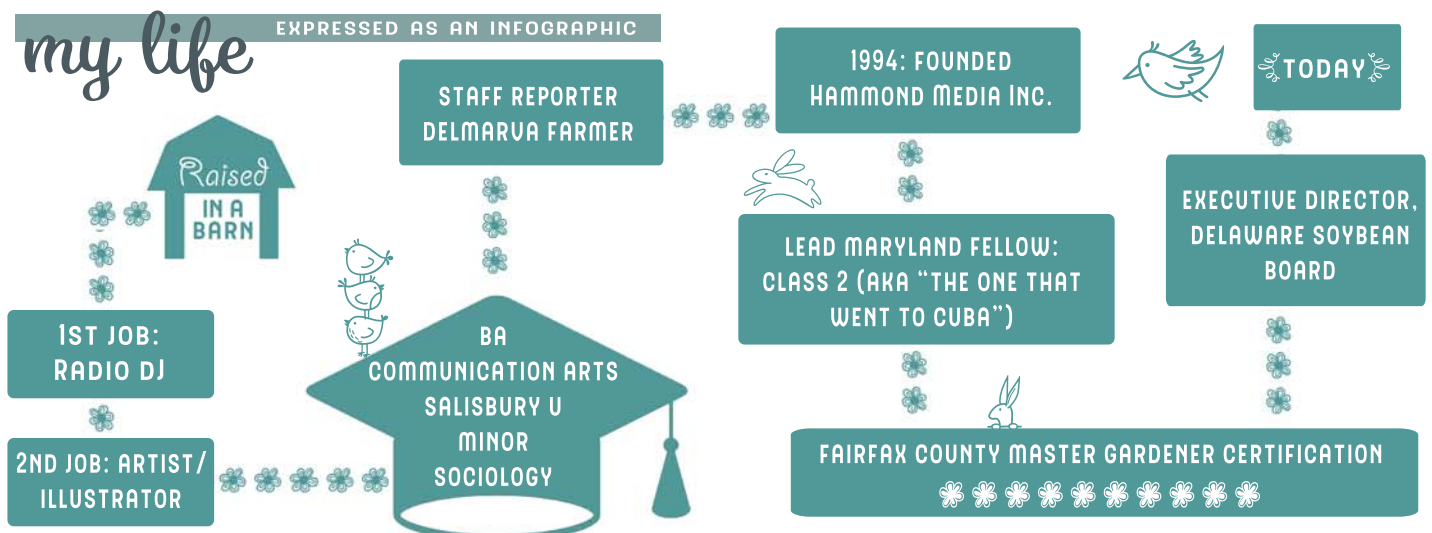 my life
EXPRESSED AS AN INFOGRAPHIC
Raised
IN A
BARN
1ST JOB:
RADIO DJ
2ND JOB: ARTIST/
ILLUSTRATOR
BA
COMMUNICATION ARTS
SALISBURY U
MINOR
SOCIOLOGY
STAFF REPORTER
DELMARVA FARMER
1994: FOUNDED
HAMMOND MEDIA INC.
LEAD MARYLAND FELLOW:
CLASS 2 (AKA “THE ONE THAT
WENT TO CUBA”)
FAIRFAX COUNTY MASTER GARDENER CERTIFICATION
EXECUTIVE DIRECTOR,
DELAWARE SOYBEAN
BOARD
TODAY